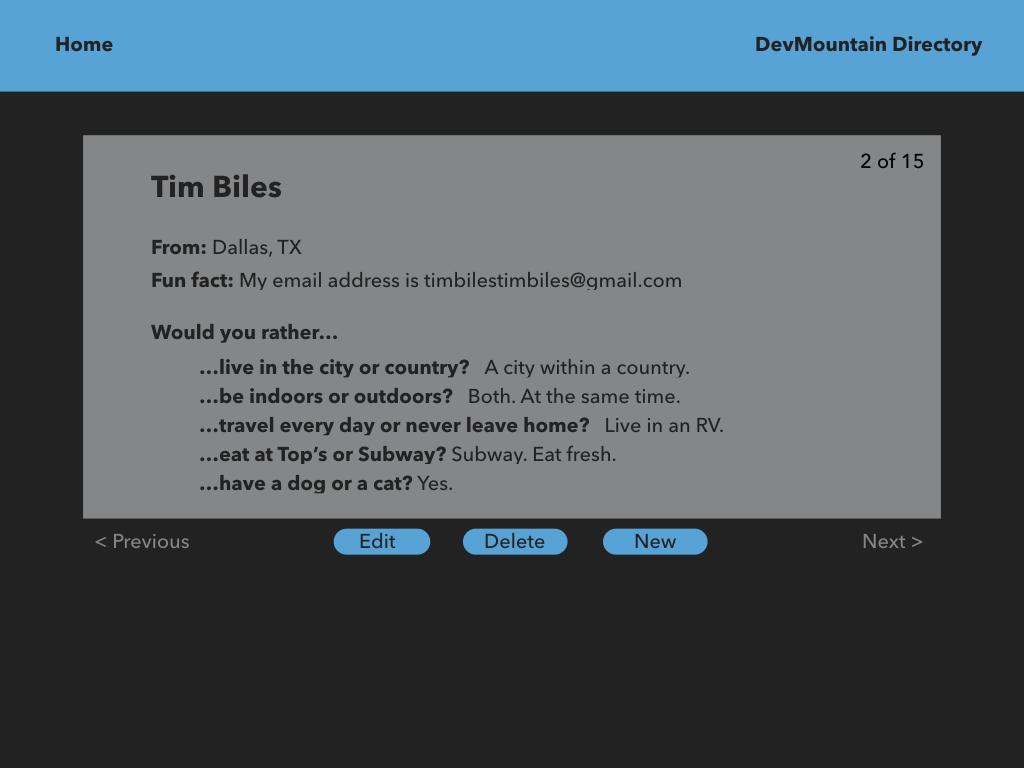 Home
DevMountain Directory
2 of 15
Tim Biles
From: Dallas, TX
Fun fact: My email address is timbilestimbiles@gmail.com
Would you rather…
…live in the city or country? A city within a country.
…be indoors or outdoors? Both. At the same time.
…travel every day or never leave home? Live in an RV.
…eat at Top’s or Subway? Subway. Eat fresh.
…have a dog or a cat? Yes.
< Previous
Edit
Delete
New
Next >